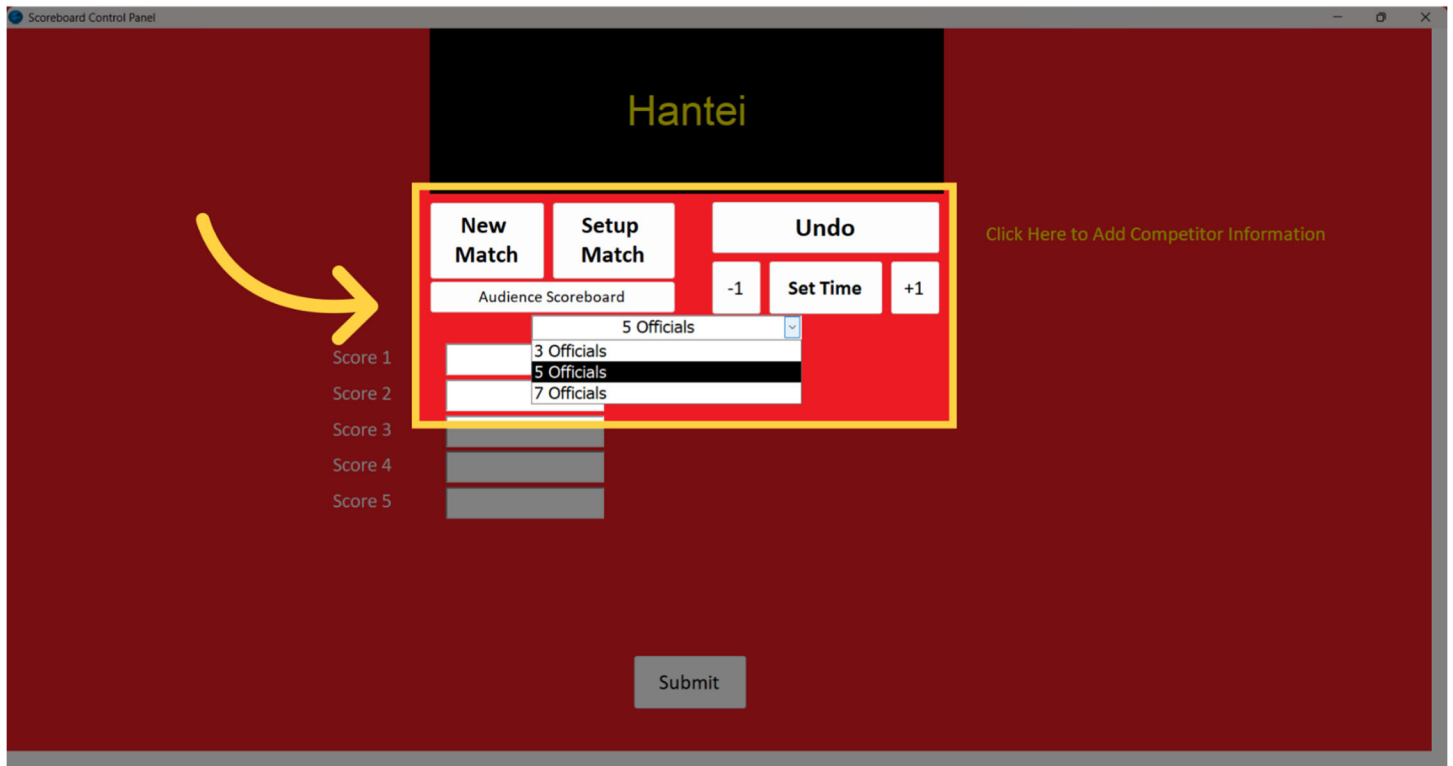 Scoreboard Control Panel
Hantei
New
Match
Setup
Match
Undo
Click Here to Add Competitor Information
Audience Scoreboard
-1
Set Time
+1
5 Officials
3 Officials
5 Officials
7 Officials
Score 1
Score 2
Score 3
Score 4
Score 5
Submit